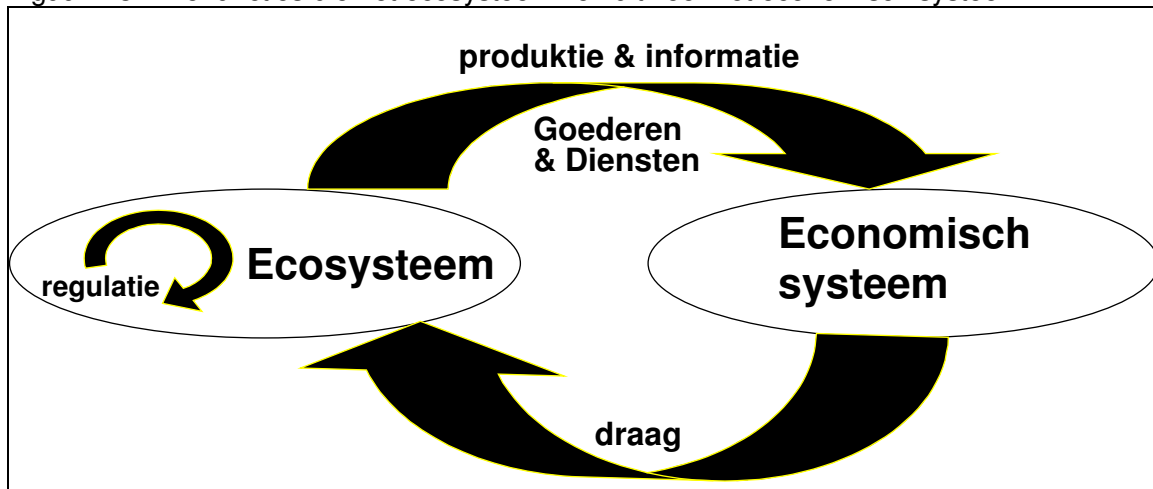 produktie & informatie
Goederen
& Diensten
Ecosysteem
regulatie
Economisch
systeem
draag